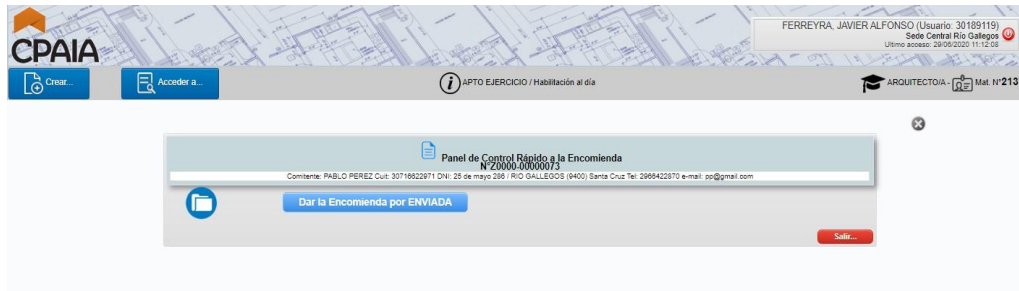 CPAIA
FERREYRA, JAVIER ALFONSO (Usuario: 30189119)
Sede Central Río Gallegos
Ultimo acceso: 29/06/2020 11:12:08
Crear...
Acceder a...
APTO EJERCICIO / Habilitación al día
ARQUITECTO/A - Mat. N°213
Panel de Control Rápido a la Encomienda
N°Z0000-00000073
Comitente: PABLO PEREZ Cuit: 30716622971 DNI: 25 de mayo 286 / RIO GALLEGOS (9400) Santa Cruz Tel: 2966422870 e-mail: pp@gmail.com
Dar la Encomienda por ENVIADA
Salir...